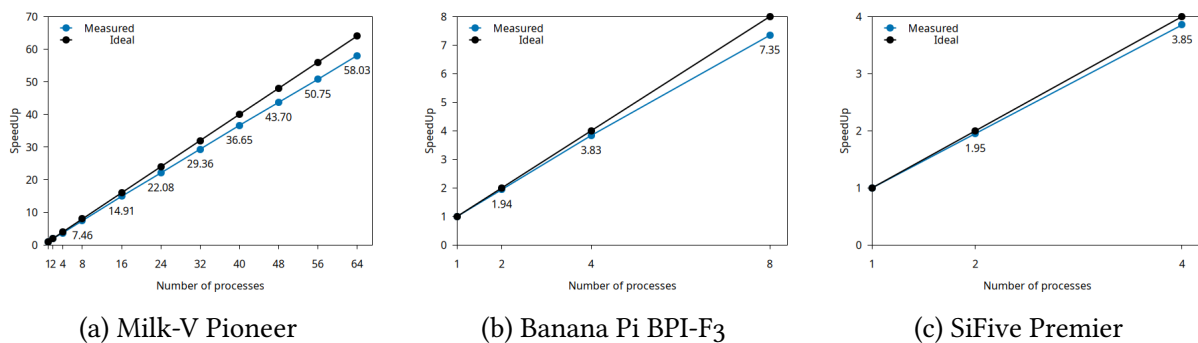 70
60
50
40
30
20
10
0
SpeedUp
Measured
Ideal
7.46
14.91
22.08
29.36
36.65
43.70
50.75
58.03
1 2 4 8 16 24 32 40 48 56 64
Number of processes
(a) Milk-V Pioneer
8
7
6
5
4
3
2
1
0
SpeedUp
Measured
Ideal
1.94
3.83
7.35
1 2 4 8
Number of processes
(b) Banana Pi BPI-F3
4
3
2
1
0
SpeedUp
Measured
Ideal
1.95
3.85
1 2 4
Number of processes
(c) SiFive Premier